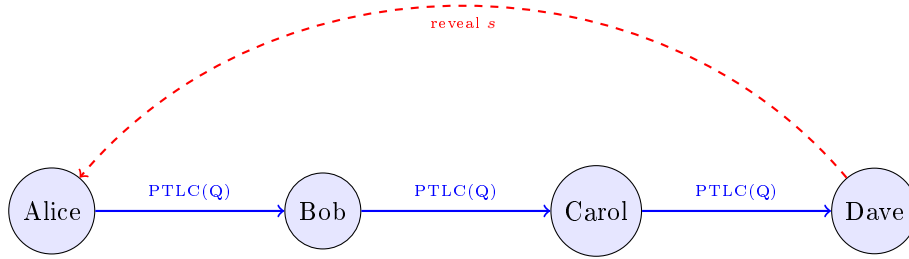 reveal s
PTLC(Q) PTLC(Q) PTLC(Q)
Alice Bob Carol Dave